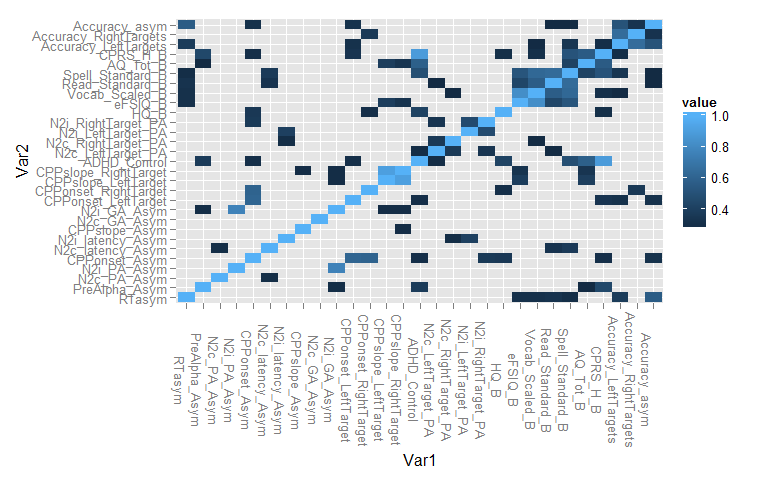 Accuracy_asym
Accuracy_RightTargets
Accuracy_LeftTargets
CPRS_H_B
AQ_Tot_B
Spell_Standard_B
Read_Standard_B
Vocab_Scaled_B
eFSIQ_B
HQ_B
N2i_RightTarget_PA
N2i_LeftTarget_PA
N2c_RightTarget_PA
N2c_LeftTarget_PA
ADHD_Control
CPPslope_RightTarget
CPPslope_LeftTarget
CPPonset_RightTarget
CPPonset_LeftTarget
N2i_GA_Asym
N2c_GA_Asym
CPPslope_Asym
N2i_latency_Asym
N2c_latency_Asym
CPPonset_Asym
N2i_PA_Asym
N2c_PA_Asym
PreAlpha_Asym
RTasym
Var2
RTasym
PreAlpha_Asym
N2c_PA_Asym
N2i_PA_Asym
CPPonset_Asym
N2c_latency_Asym
N2i_latency_Asym
CPPslope_Asym
N2c_GA_Asym
N2i_GA_Asym
CPPonset_LeftTarget
CPPonset_RightTarget
CPPslope_LeftTarget
CPPslope_RightTarget
ADHD_Control
N2c_LeftTarget_PA
N2c_RightTarget_PA
N2i_LeftTarget_PA
N2i_RightTarget_PA
HQ_B
eFSIQ_B
Vocab_Scaled_B
Read_Standard_B
Spell_Standard_B
AQ_Tot_B
CPRS_H_B
Accuracy_LeftTargets
Accuracy_RightTargets
Accuracy_asym
Var1
value
1.0
0.8
0.6
0.4